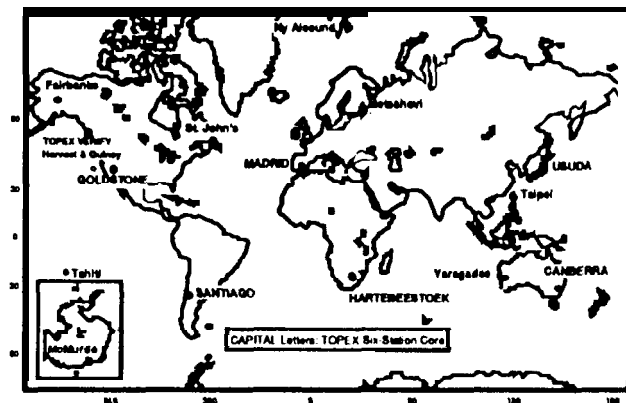 Ny Alesund
Fairbanks
Metsahovi
St. John's
TOPEX VERIFY
Harvest & Quincy
MADRID
GOLDSTONE
USUDA
Taipei
Tahiti
Yaragadee
CANBERRA
SANTIAGO
HARTEBEESTOEK
McMurdo
CAPITAL Letters: TOPEX Six-Station Core